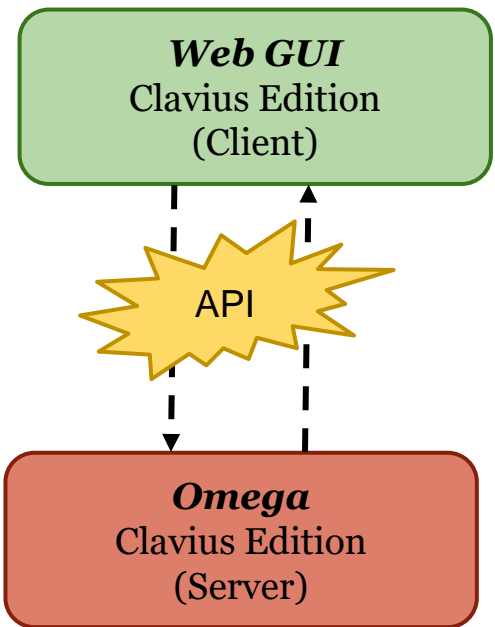 Web GUI
Clavius Edition
(Client)
API
Omega
Clavius Edition
(Server)